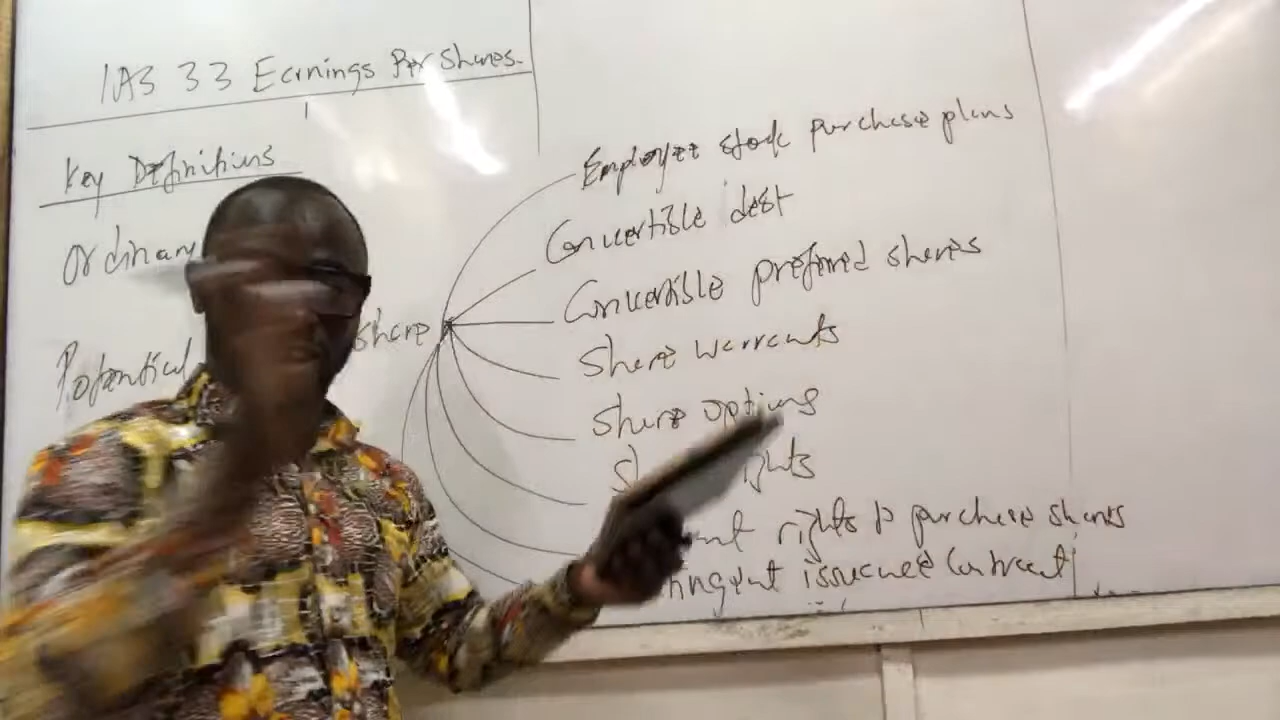 IAS 33 Earnings Per Shares.
Key Definitions
Ordinary
Potential share
Employee stock purchase plans
Convertible debt
Convertible preferred shares
Share warrants
Share options
rights
rights to purchase shares
contract